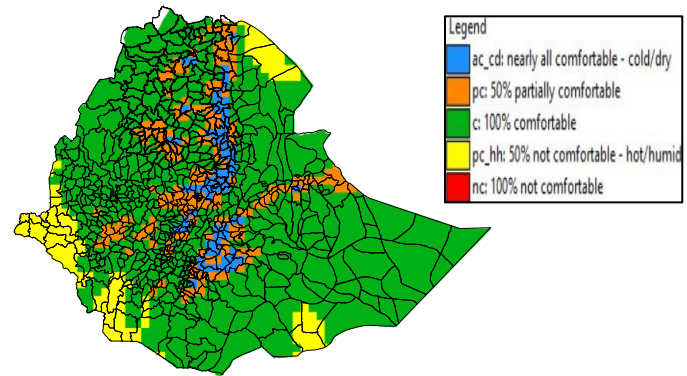 Legend
ac_cd: nearly all comfortable - cold/dry
pc: 50% partially comfortable
c: 100% comfortable
pc_hh: 50% not comfortable - hot/humid
nc: 100% not comfortable